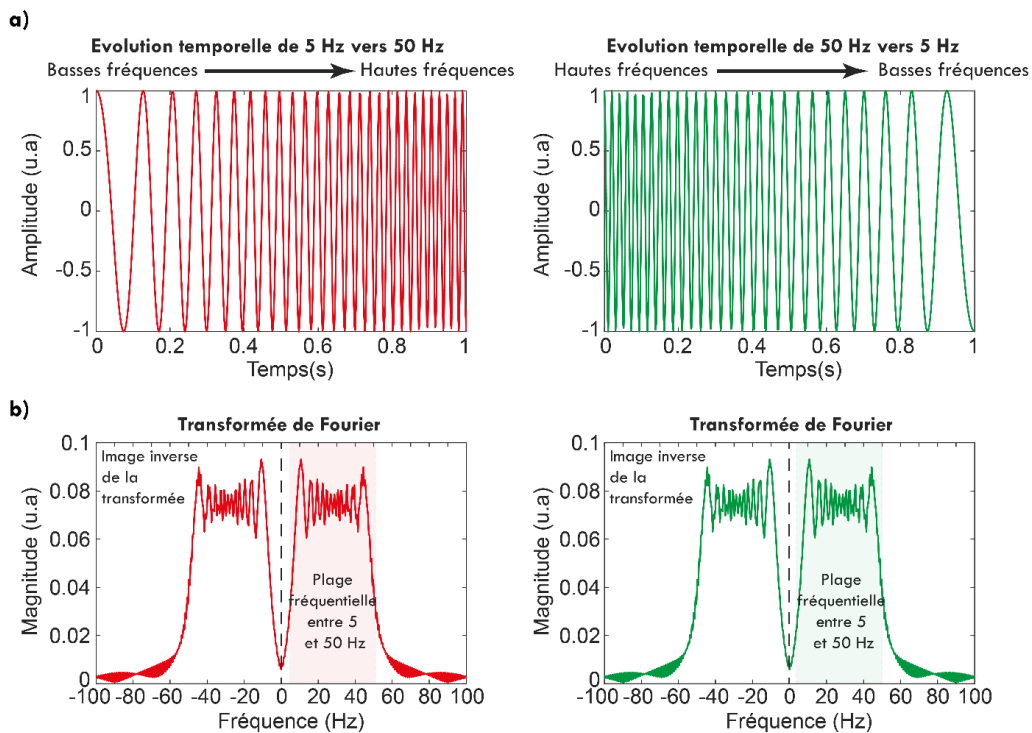 a)
Evolution temporelle de 5 Hz vers 50 Hz
Basses fréquences
Hautes fréquences
1
0.5
0
-0.5
-1
Amplitude (u.a)
0
0.2
0.4
0.6
0.8
1
Temps(s)
Evolution temporelle de 50 Hz vers 5 Hz
Hautes fréquences
Basses fréquences
1
0.5
0
-0.5
-1
Amplitude (u.a)
0
0.2
0.4
0.6
0.8
1
Temps(s)
b)
Transformée de Fourier
0.1
0.08
0.06
0.04
0.02
0
Magnitude (u.a)
Image inverse
de la
transformée
Plage
fréquentielle
entre 5
et 50 Hz
-100
-80
-60
-40
-20
0
20
40
60
80
100
Fréquence (Hz)
Transformée de Fourier
0.1
0.08
0.06
0.04
0.02
0
Magnitude (u.a)
Image inverse
de la
transformée
Plage
fréquentielle
entre 5
et 50 Hz
-100
-80
-60
-40
-20
0
20
40
60
80
100
Fréquence (Hz)